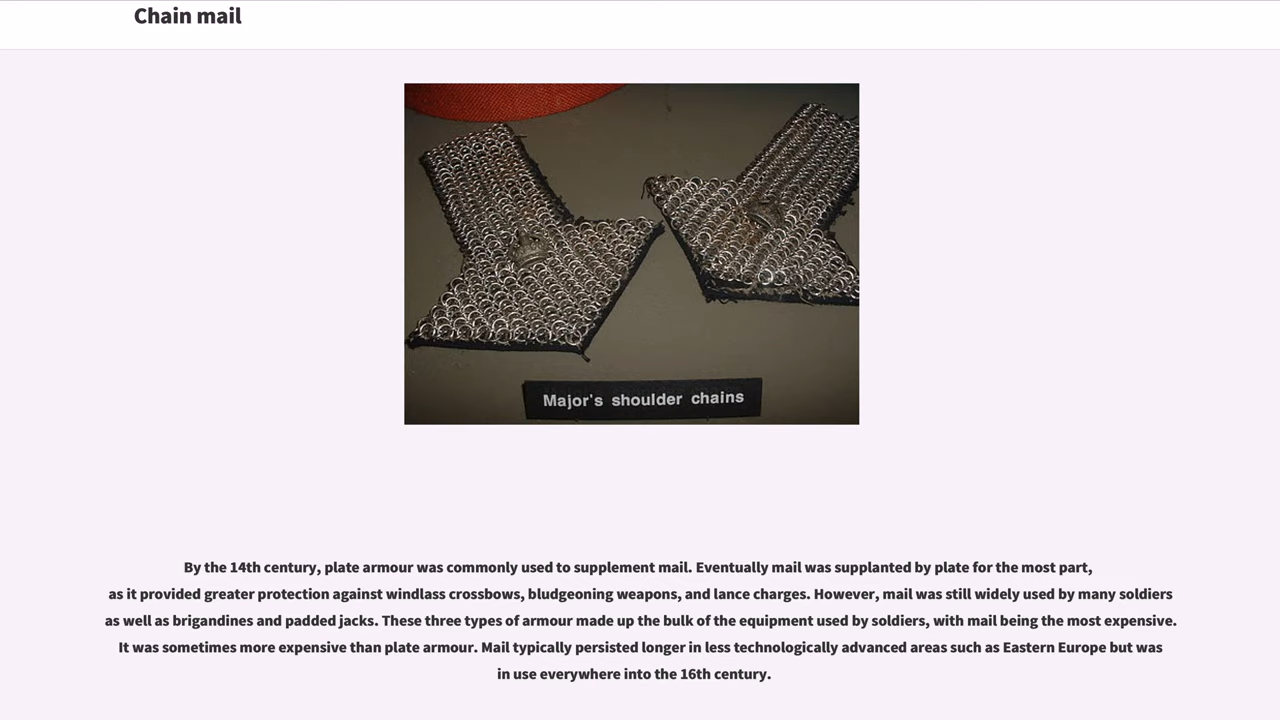 Chain mail
Major's shoulder chains
By the 14th century, plate armour was commonly used to supplement mail. Eventually mail was supplanted by plate for the most part,
as it provided greater protection against windlass crossbows, bludgeoning weapons, and lance charges. However, mail was still widely used by many soldiers
as well as brigandines and padded jacks. These three types of armour made up the bulk of the equipment used by soldiers, with mail being the most expensive.
It was sometimes more expensive than plate armour. Mail typically persisted longer in less technologically advanced areas such as Eastern Europe but was
in use everywhere into the 16th century.